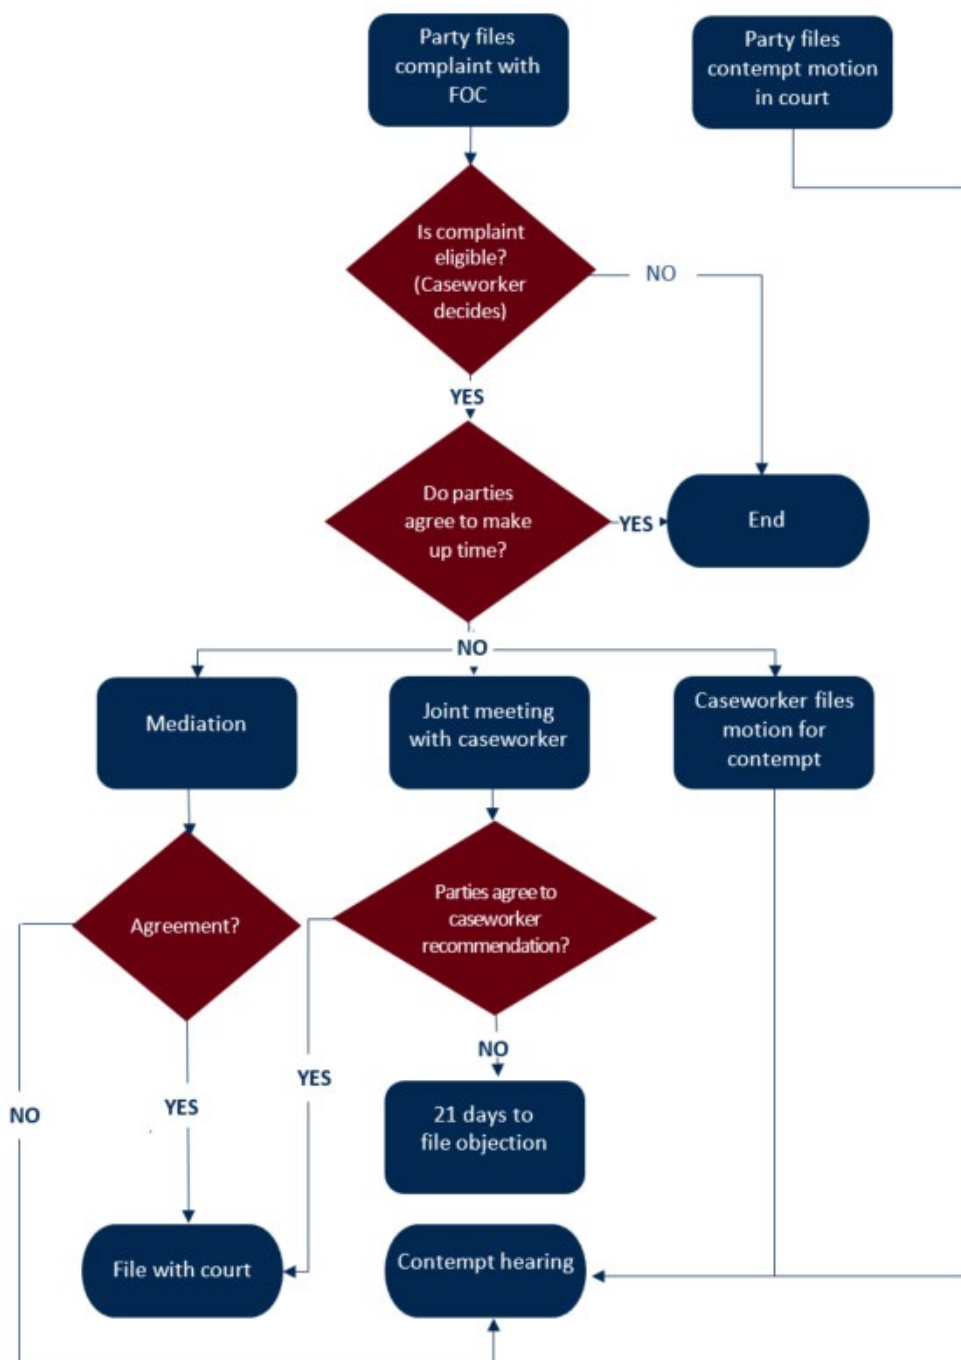 Party files
complaint with
FOC
Party files
contempt motion
in court
Is complaint
eligible?
(Caseworker
decides)
NO
YES
Do parties
agree to make
up time?
YES
End
NO
Mediation
Joint meeting
with caseworker
Caseworker files
motion for
contempt
Agreement?
Parties agree to
caseworker
recommendation?
NO
YES
NO
YES
21 days to
file objection
File with court
Contempt hearing